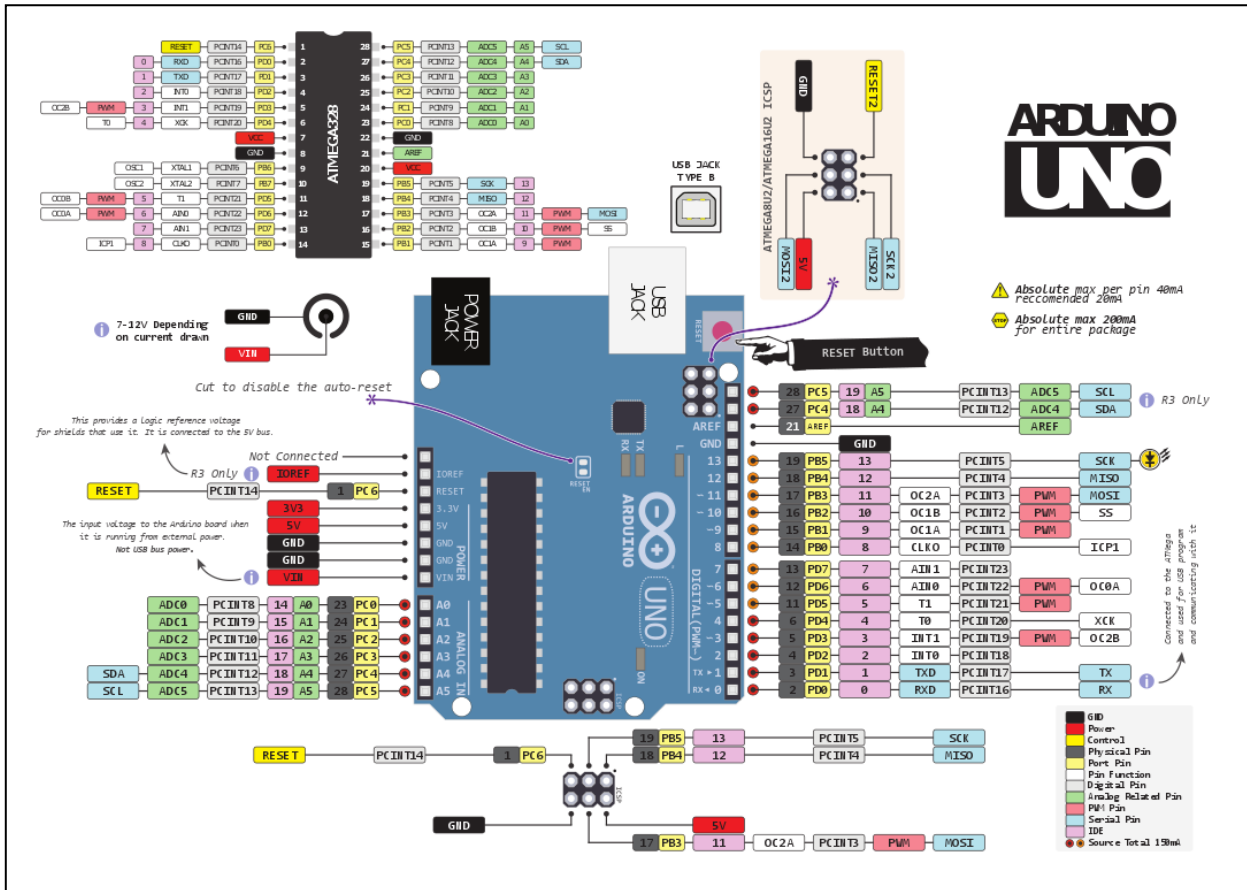 RESET PCINT14 PC6 1 28 PC5 PCINT13 ADC5 A5 SCL
0 RXD PCINT16 PD0 2 27 PC4 PCINT12 ADC4 A4 SDA
1 TXD PCINT17 PD1 3 26 PC3 PCINT11 ADC3 A3
2 INT0 PCINT18 PD2 4 25 PC2 PCINT10 ADC2 A2
OC2B PWM 3 INT1 PCINT19 PD3 5 24 PC1 PCINT9 ADC1 A1
T0 4 XCK PCINT20 PD4 6 23 PC0 PCINT8 ADC0 A0
VCC 7 22 GND
GND 8 21 AREF
OSC1 XTAL1 PCINT6 PB6 9 20 VCC
OSC2 XTAL2 PCINT7 PB7 10 19 PB5 PCINT5 SCK 13
OC0B PWM 5 T1 PCINT21 PD5 11 18 PB4 PCINT4 MISO 12
OC0A PWM 6 AIN0 PCINT22 PD6 12 17 PB3 PCINT3 OC2A 11 PWM MOSI
7 AIN1 PCINT23 PD7 13 16 PB2 PCINT2 OC1B 10 PWM SS
ICP1 8 CLKO PCINT0 PB0 14 15 PB1 PCINT1 OC1A 9 PWM
ATMEGA328
USB JACK
TYPE B
ATMEGA8U2/ATMEGA16U2 ICSP
GND
RESET2
MOSI2
5V
MISO2
SCK2
ARDUINO
UNO
Absolute max per pin 40mA
reccomended 20mA
STOP
Absolute max 200mA
for entire package
7-12V Depending
on current drawn
GND
VIN
POWER
JACK
USB
JACK
RESET
RESET Button
Cut to disable the auto-reset
This provides a logic reference voltage
for shields that use it. It is connected to the 5V bus.
Not Connected
R3 Only IOREF IOREF
RESET PCINT14 1 PC6 RESET
3V3 3.3V
5V 5V
GND GND
GND GND
VIN VIN
The input voltage to the Arduino board when
it is running from external power.
Not USB bus power.
POWER
ADC0 PCINT8 14 A0 23 PC0 A0
ADC1 PCINT9 15 A1 24 PC1 A1
ADC2 PCINT10 16 A2 25 PC2 A2
ADC3 PCINT11 17 A3 26 PC3 A3
SDA ADC4 PCINT12 18 A4 27 PC4 A4
SCL ADC5 PCINT13 19 A5 28 PC5 A5
ANALOG IN
RX
TX
L
RESET
EN
ARDUINO
UNO
ON
ICSP
DIGITAL(PWM~)
28 PC5 19 A5 PCINT13 ADC5 SCL
27 PC4 18 A4 PCINT12 ADC4 SDA
R3 Only
AREF 21 AREF AREF
GND GND
13 19 PB5 13 PCINT5 SCK
12 18 PB4 12 PCINT4 MISO
~11 17 PB3 11 OC2A PCINT3 PWM MOSI
~10 16 PB2 10 OC1B PCINT2 PWM SS
~9 15 PB1 9 OC1A PCINT1 PWM
8 14 PB0 8 CLKO PCINT0 ICP1
7 13 PD7 7 AIN1 PCINT23
~6 12 PD6 6 AIN0 PCINT22 PWM OC0A
~5 11 PD5 5 T1 PCINT21 PWM
4 6 PD4 4 T0 PCINT20 XCK
~3 5 PD3 3 INT1 PCINT19 PWM OC2B
2 4 PD2 2 INT0 PCINT18
TX ▸ 1 3 PD1 1 TXD PCINT17 TX
RX ◂ 0 2 PD0 0 RXD PCINT16 RX
Connected to the ATMega
and used for USB program
and communicating with it
RESET PCINT14 1 PC6
19 PB5 13 PCINT5 SCK
18 PB4 12 PCINT4 MISO
ICSP
GND
5V
17 PB3 11 OC2A PCINT3 PWM MOSI
GND
Power
Control
Physical Pin
Port Pin
Pin Function
Digital Pin
Analog Related Pin
PWM Pin
Serial Pin
IDE
Source Total 150mA